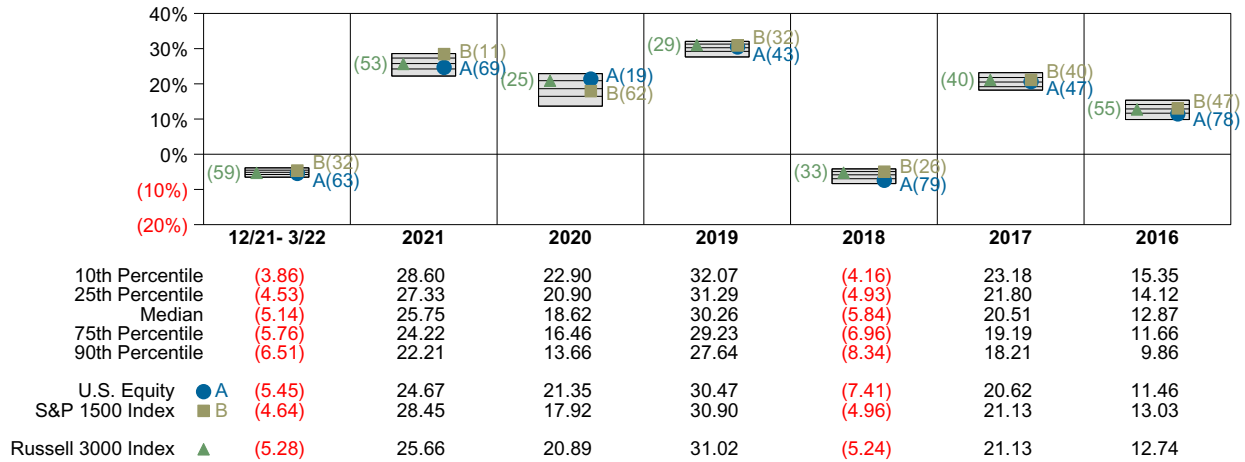 40%
30%
20%
10%
0%
(10%)
(20%)
(59)
B(32)
A(63)
(53)
B(11)
A(69)
(25)
A(19)
B(62)
(29)
B(32)
A(43)
(33)
B(26)
A(79)
(40)
B(40)
A(47)
(55)
B(47)
A(78)
12/21- 3/22 2021 2020 2019 2018 2017 2016
10th Percentile (3.86) 28.60 22.90 32.07 (4.16) 23.18 15.35
25th Percentile (4.53) 27.33 20.90 31.29 (4.93) 21.80 14.12
Median (5.14) 25.75 18.62 30.26 (5.84) 20.51 12.87
75th Percentile (5.76) 24.22 16.46 29.23 (6.96) 19.19 11.66
90th Percentile (6.51) 22.21 13.66 27.64 (8.34) 18.21 9.86
U.S. Equity A (5.45) 24.67 21.35 30.47 (7.41) 20.62 11.46
S&P 1500 Index B (4.64) 28.45 17.92 30.90 (4.96) 21.13 13.03
Russell 3000 Index (5.28) 25.66 20.89 31.02 (5.24) 21.13 12.74